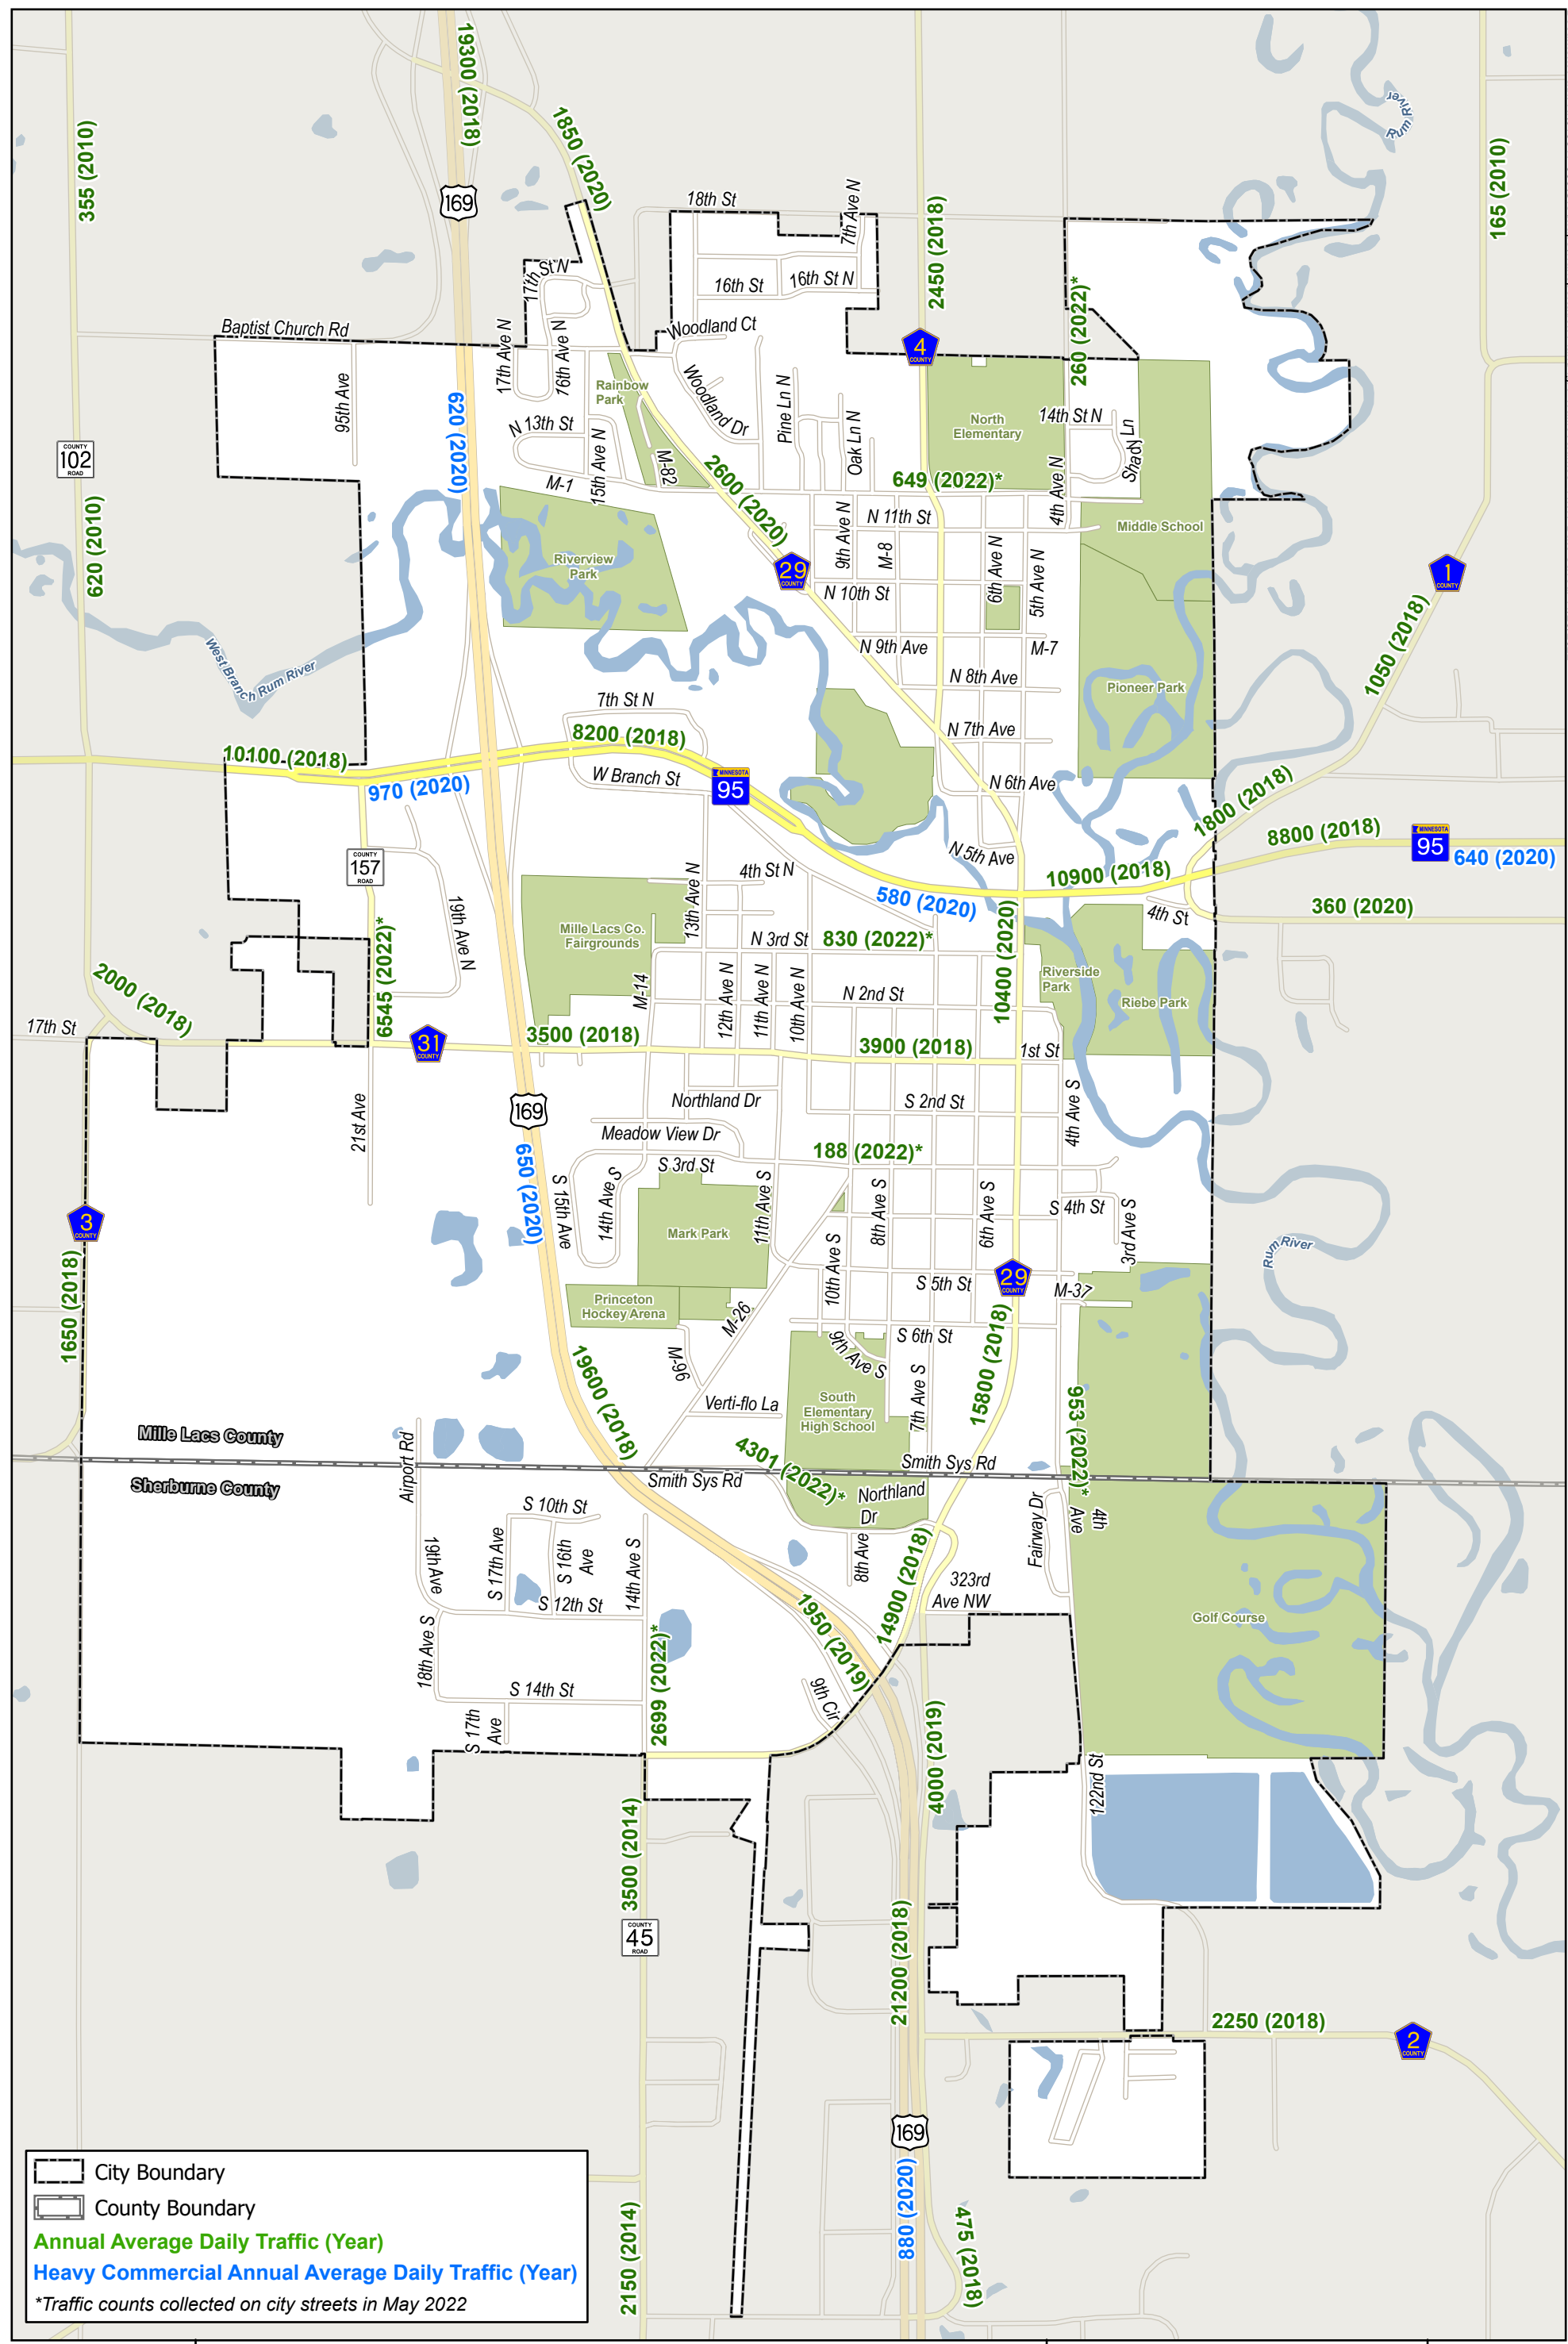 19300 (2018)
Rum River
1850 (2020)
355 (2010)
165 (2010)
169
18th St
7th Ave N
2450 (2018)
17th St N
16th St
16th St N
260 (2022)*
Baptist Church Rd
Woodland Ct
4
COUNTY
17th Ave N
16th Ave N
95th Ave
Rainbow
Park
Woodland Dr
Pine Ln N
620 (2020)
N 13th St
Oak Ln N
North
Elementary
14th St N
Shady Ln
COUNTY
102
ROAD
15th Ave N
M-82
M-1
2600 (2020)
649 (2022)*
4th Ave N
N 11th St
Middle School
9th Ave N
M-8
620 (2010)
Riverview
Park
29
COUNTY
6th Ave N
5th Ave N
1
COUNTY
N 10th St
N 9th Ave
M-7
West Branch Rum River
N 8th Ave
Pioneer Park
1050 (2018)
7th St N
8200 (2018)
N 7th Ave
10100 (2018)
970 (2020)
W Branch St
MINNESOTA
95
N 6th Ave
1800 (2018)
8800 (2018)
MINNESOTA
95
640 (2020)
COUNTY
157
ROAD
N 5th Ave
4th St N
10900 (2018)
13th Ave N
580 (2020)
19th Ave N
4th St
360 (2020)
Mille Lacs Co.
Fairgrounds
N 3rd St
830 (2022)*
10400 (2020)
6545 (2022)*
2000 (2018)
M-14
12th Ave N
11th Ave N
10th Ave N
N 2nd St
Riverside
Park
Riebe Park
17th St
31
COUNTY
3500 (2018)
3900 (2018)
1st St
169
Northland Dr
S 2nd St
4th Ave S
21st Ave
Meadow View Dr
188 (2022)*
650 (2020)
S 3rd St
S 15th Ave
14th Ave S
11th Ave S
8th Ave S
6th Ave S
S 4th St
3
COUNTY
Mark Park
3rd Ave S
Rum River
10th Ave S
S 5th St
29
COUNTY
M-37
1650 (2018)
Princeton
Hockey Arena
M-26
S 6th St
9th Ave S
15800 (2018)
M-96
19600 (2018)
7th Ave S
Verti-flo La
South
Elementary
High School
953 (2022)*
Mille Lacs County
Airport Rd
4301 (2022)*
Smith Sys Rd
Smith Sys Rd
Sherburne County
Northland
Dr
S 10th St
Fairway Dr
4th
Ave
19th Ave
S 17th Ave
S 16th
Ave
14th Ave S
8th Ave
14900 (2018)
323rd
Ave NW
S 12th St
1950 (2019)
Golf Course
18th Ave S
2699 (2022)*
S 14th St
9th Cir
S 17th
Ave
4000 (2019)
122nd St
3500 (2014)
COUNTY
45
ROAD
21200 (2018)
2250 (2018)
2
COUNTY
169
880 (2020)
475 (2018)
2150 (2014)
City Boundary
County Boundary
Annual Average Daily Traffic (Year)
Heavy Commercial Annual Average Daily Traffic (Year)
*Traffic counts collected on city streets in May 2022